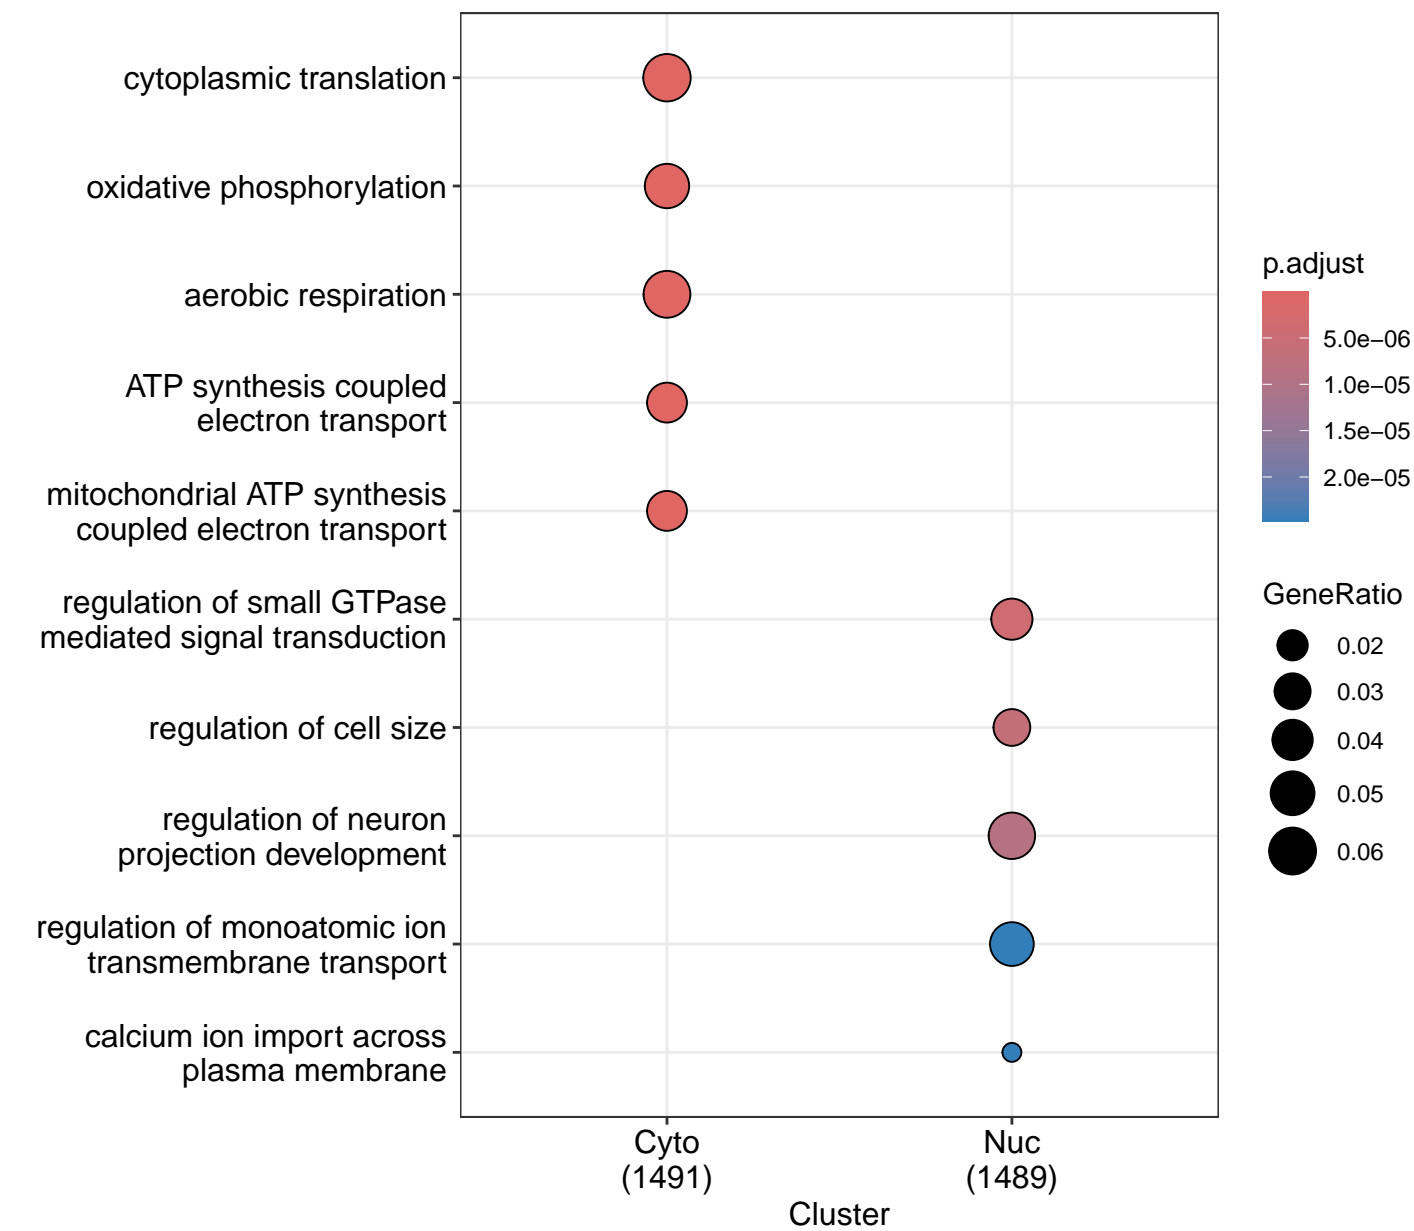 cytoplasmic translation
oxidative phosphorylation
aerobic respiration
ATP synthesis coupled
electron transport
mitochondrial ATP synthesis
coupled electron transport
regulation of small GTPase
mediated signal transduction
regulation of cell size
regulation of neuron
projection development
regulation of monoatomic ion
transmembrane transport
calcium ion import across
plasma membrane
Cyto
(1491)
Nuc
(1489)
Cluster
p.adjust
5.0e−06
1.0e−05
1.5e−05
2.0e−05
GeneRatio
0.02
0.03
0.04
0.05
0.06